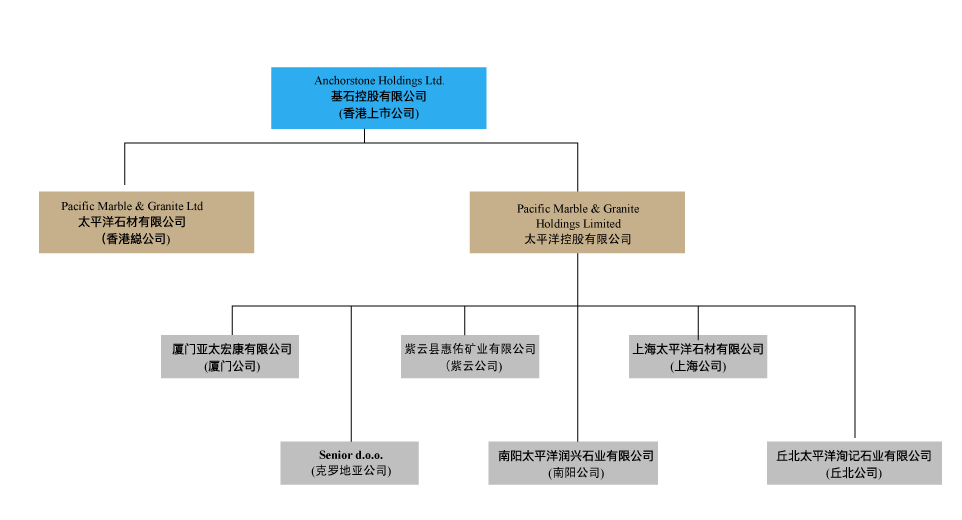 Anchorstone Holdings Ltd.
基石控股有限公司
(香港上市公司)
Pacific Marble & Granite Ltd
太平洋石材有限公司
（香港總公司)
Pacific Marble & Granite
Holdings Limited
太平洋控股有限公司
厦门亚太宏康有限公司
(厦门公司)
紫云县惠佑矿业有限公司
（紫云公司)
上海太平洋石材有限公司
(上海公司)
Senior d.o.o.
(克罗地亚公司)
南阳太平洋润兴石业有限公司
(南阳公司)
丘北太平洋洵记石业有限公司
(丘北公司)